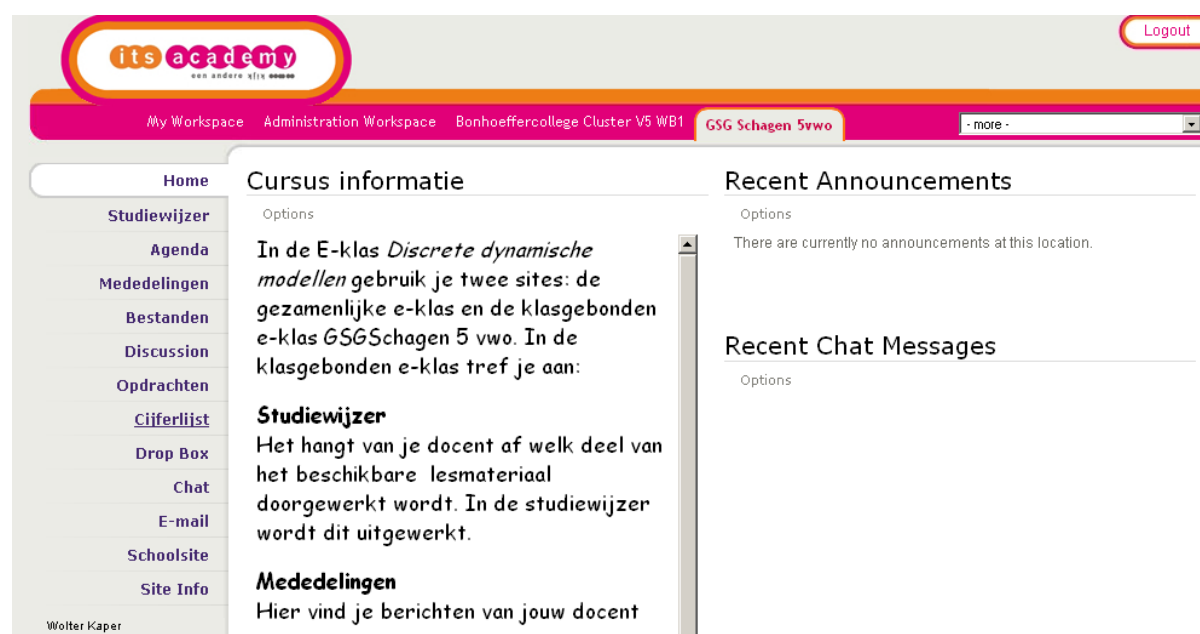 its academy
een andere kijk
Logout
My Workspace Administration Workspace Bonhoeffercollege Cluster V5 WB1 GSG Schagen 5vwo - more -
Home
Studiewijzer
Agenda
Mededelingen
Bestanden
Discussion
Opdrachten
Cijferlijst
Drop Box
Chat
E-mail
Schoolsite
Site Info
Wolter Kaper
Cursus informatie
Options
In de E-klas Discrete dynamische
modellen gebruik je twee sites: de
gezamenlijke e-klas en de klasgebonden
e-klas GSGSchagen 5 vwo. In de
klasgebonden e-klas tref je aan:
Studiewijzer
Het hangt van je docent af welk deel van
het beschikbare lesmateriaal
doorgewerkt wordt. In de studiewijzer
wordt dit uitgewerkt.
Mededelingen
Hier vind je berichten van jouw docent
Recent Announcements
Options
There are currently no announcements at this location.
Recent Chat Messages
Options